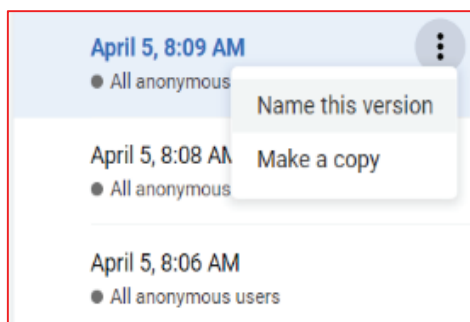 April 5, 8:09 AM
All anonymous
Name this version
April 5, 8:08 AM
Make a copy
All anonymous
April 5, 8:06 AM
All anonymous users